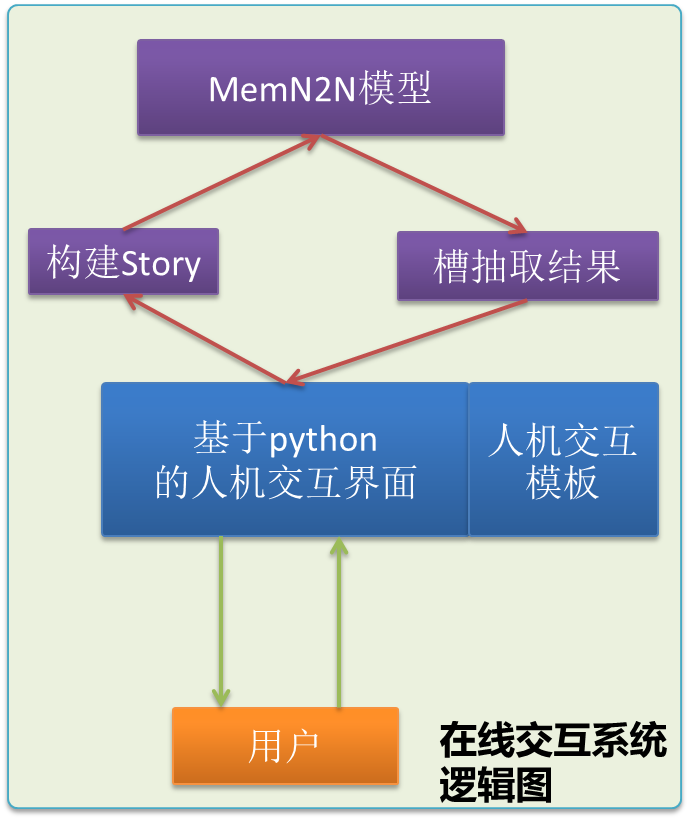 MemN2N模型
构建Story
槽抽取结果
基于python
的人机交互界面
人机交互
模板
用户
在线交互系统
逻辑图